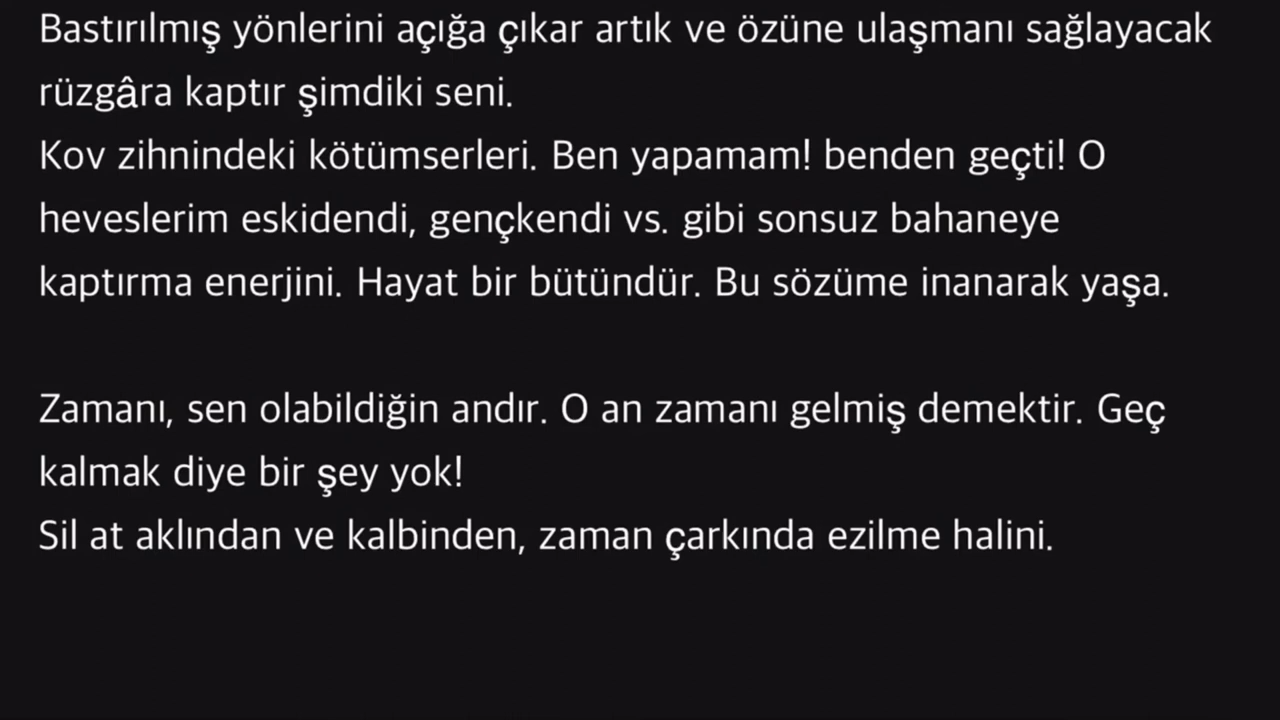 Bastırılmış yönlerini açığa çıkar artık ve özüne ulaşmanı sağlayacak
rüzgâra kaptır şimdiki seni.
Kov zihnindeki kötümserleri. Ben yapamam! benden geçti! O
heveslerim eskidendi, gençkendi vs. gibi sonsuz bahaneye
kaptırma enerjini. Hayat bir bütündür. Bu sözüme inanarak yaşa.
Zamanı, sen olabildiğin andır. O an zamanı gelmiş demektir. Geç
kalmak diye bir şey yok!
Sil at aklından ve kalbinden, zaman çarkında ezilme halini.